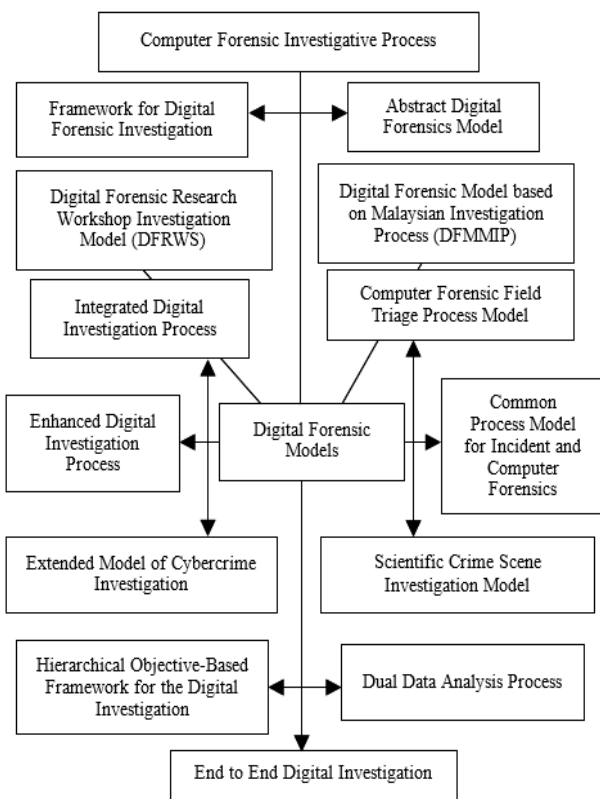 Computer Forensic Investigative Process
Framework for Digital
Forensic Investigation
Abstract Digital
Forensics Model
Digital Forensic Research
Workshop Investigation
Model (DFRWS)
Digital Forensic Model based
on Malaysian Investigation
Process (DFMMIP)
Integrated Digital
Investigation Process
Computer Forensic Field
Triage Process Model
Enhanced Digital
Investigation
Process
Digital Forensic
Models
Common
Process Model
for Incident and
Computer
Forensics
Extended Model of Cybercrime
Investigation
Scientific Crime Scene
Investigation Model
Hierarchical Objective-Based
Framework for the Digital
Investigation
Dual Data Analysis Process
End to End Digital Investigation